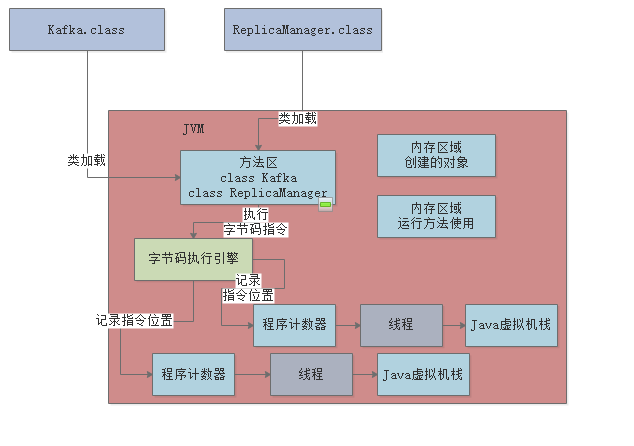 Kafka.class
ReplicaManager.class
类加载
JVM
类加载
方法区
class Kafka
class ReplicaManager
内存区域
创建的对象
内存区域
运行方法使用
执行
字节码指令
字节码执行引擎
记录
指令位置
记录指令位置
程序计数器
线程
Java虚拟机栈
程序计数器
线程
Java虚拟机栈